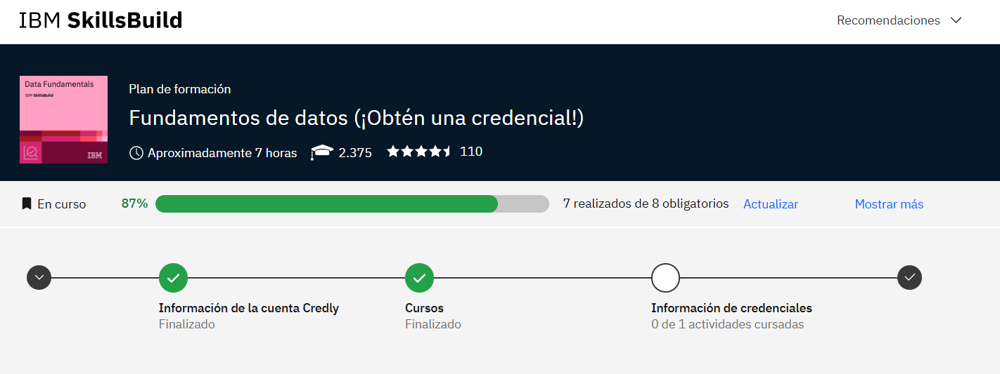 IBM SkillsBuild
Recomendaciones
Data Fundamentals
IBM SkillsBuild
IBM
Plan de formación
Fundamentos de datos (¡Obtén una credencial!)
Aproximadamente 7 horas 2.375 110
En curso 87% 7 realizados de 8 obligatorios Actualizar Mostrar más
Información de la cuenta Credly
Finalizado
Cursos
Finalizado
Información de credenciales
0 de 1 actividades cursadas